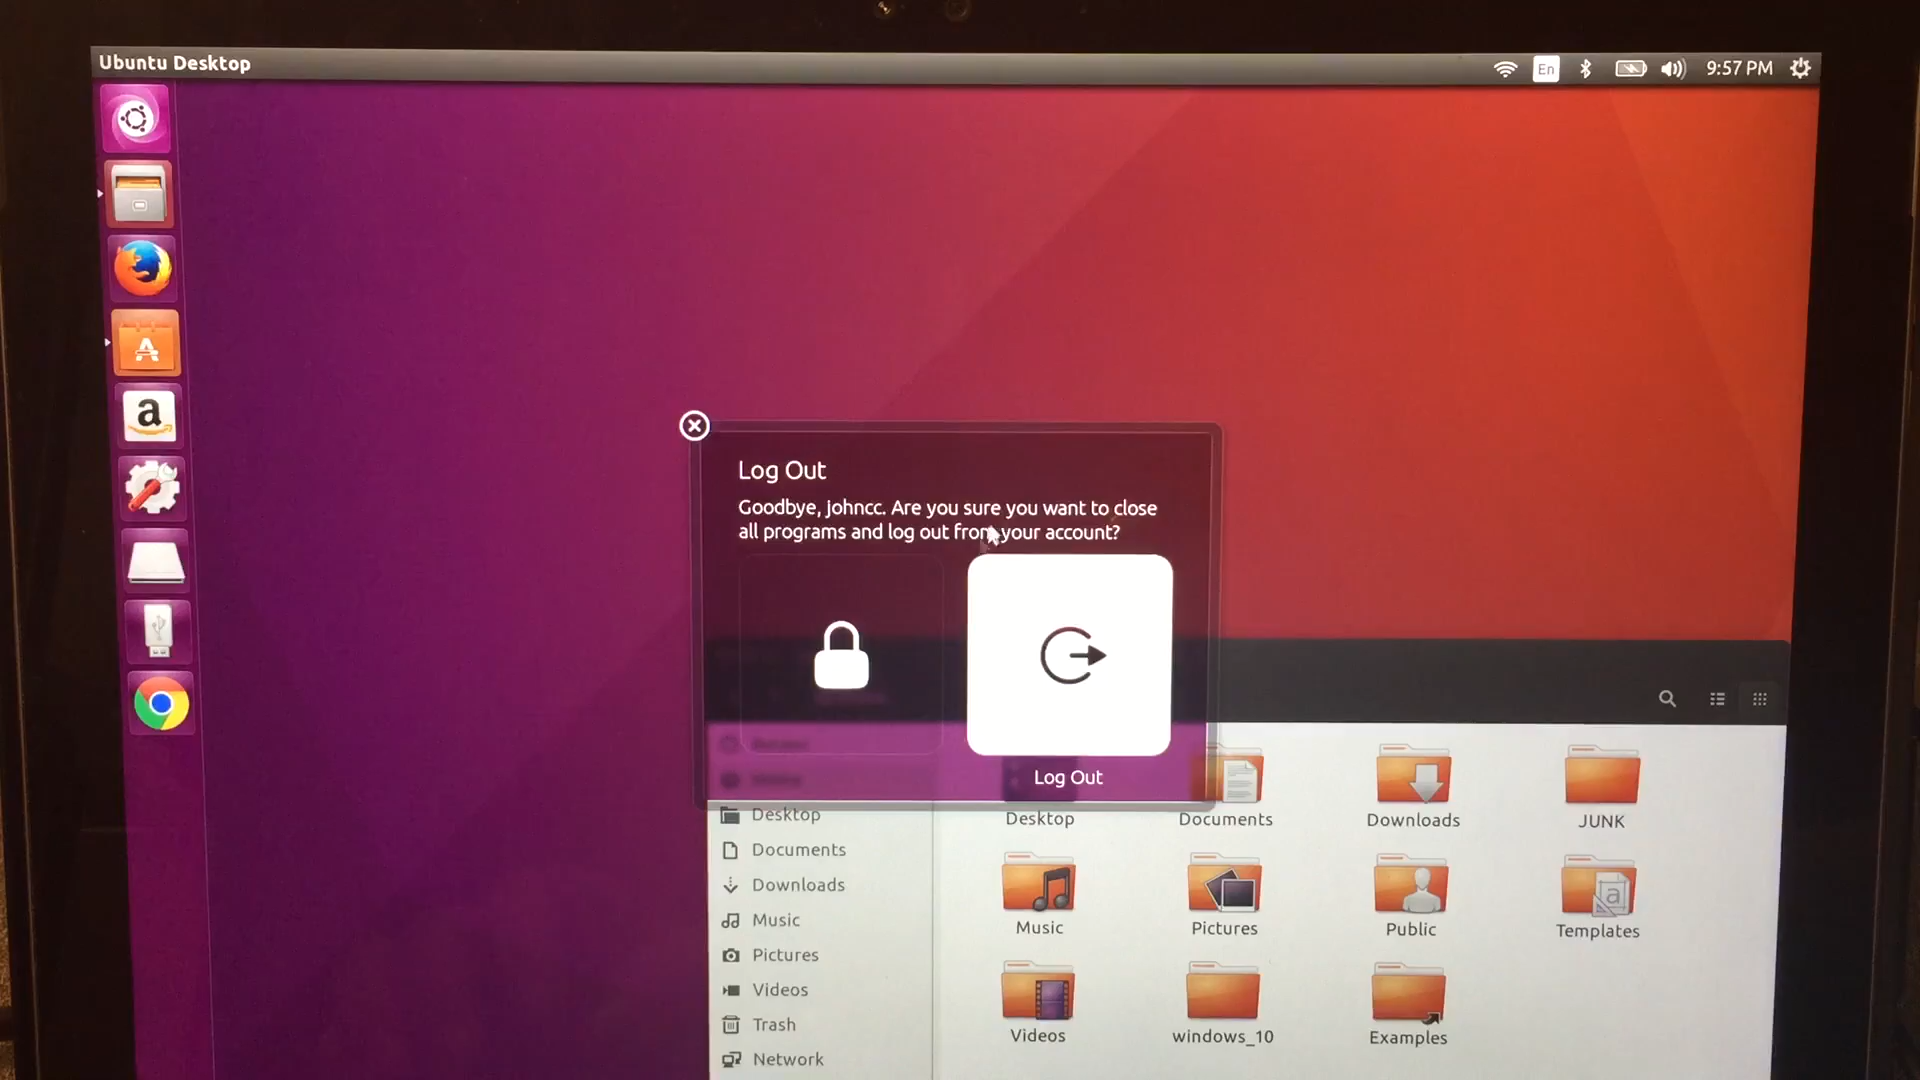 Ubuntu Desktop
En
9:57 PM
A
a
Log Out
Goodbye, johncc. Are you sure you want to close
all programs and log out from your account?
Log Out
Desktop
Documents
Downloads
Music
Pictures
Videos
Trash
Network
Desktop
Documents
Downloads
JUNK
Music
Pictures
Public
a
Templates
Videos
windows_10
Examples